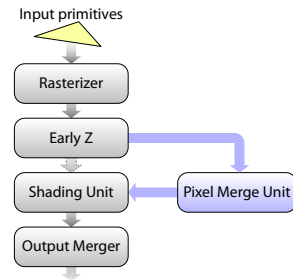 Input primitives
Rasterizer
Early Z
Shading Unit
Pixel Merge Unit
Output Merger